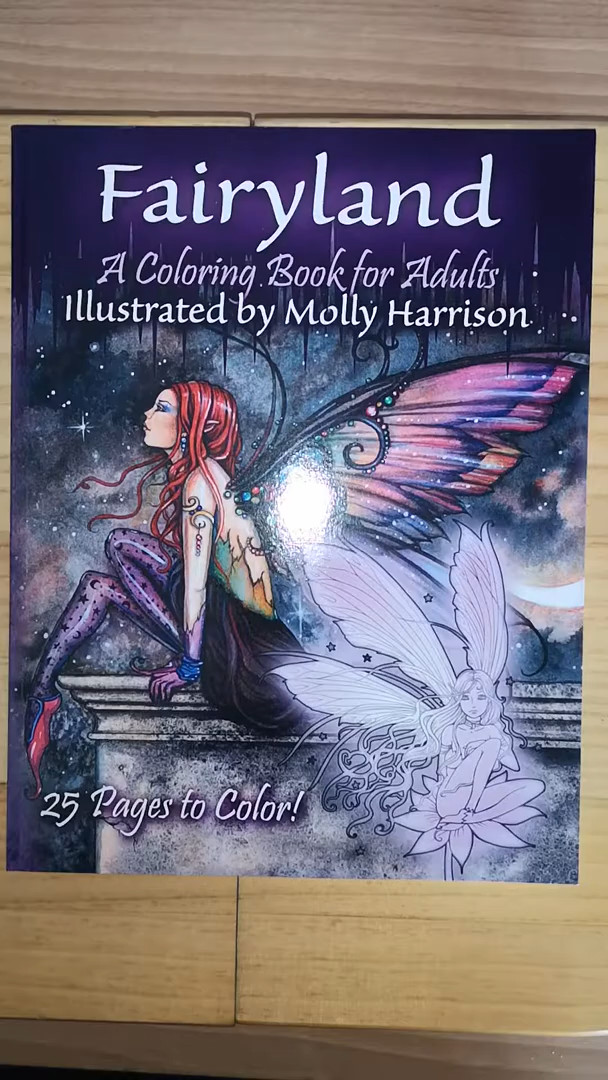 Fairyland
A Coloring Book for Adults
Illustrated by Molly Harrison
25 Pages to Color!